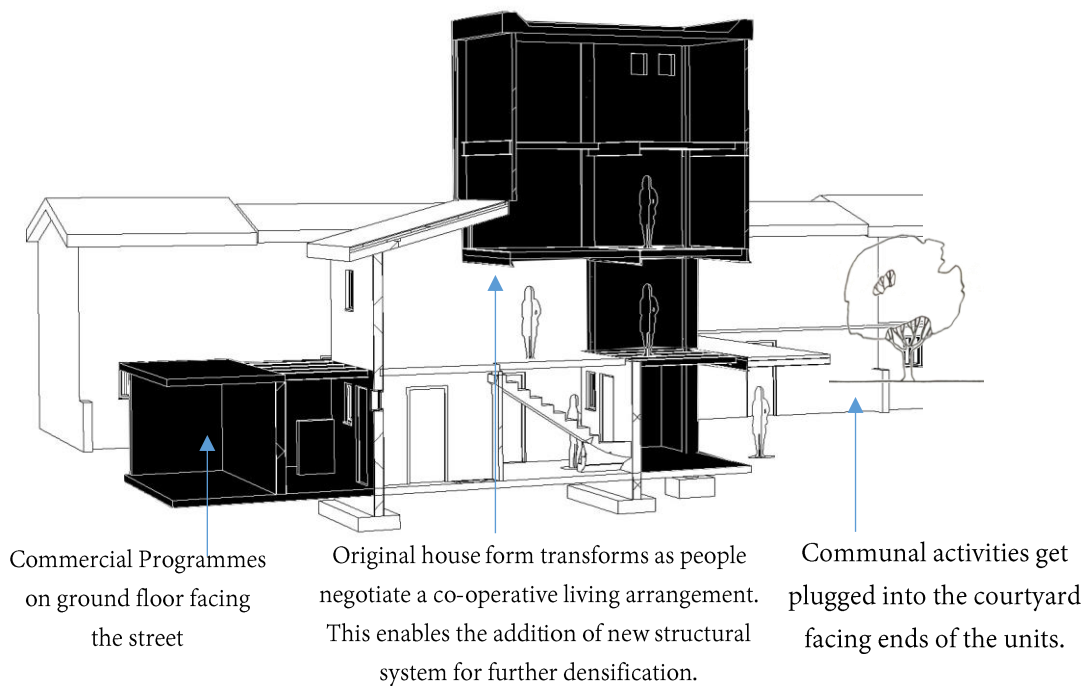 Commercial Programmes
on ground floor facing
the street
Original house form transforms as people
negotiate a co-operative living arrangement.
This enables the addition of new structural
system for further densification.
Communal activities get
plugged into the courtyard
facing ends of the units.